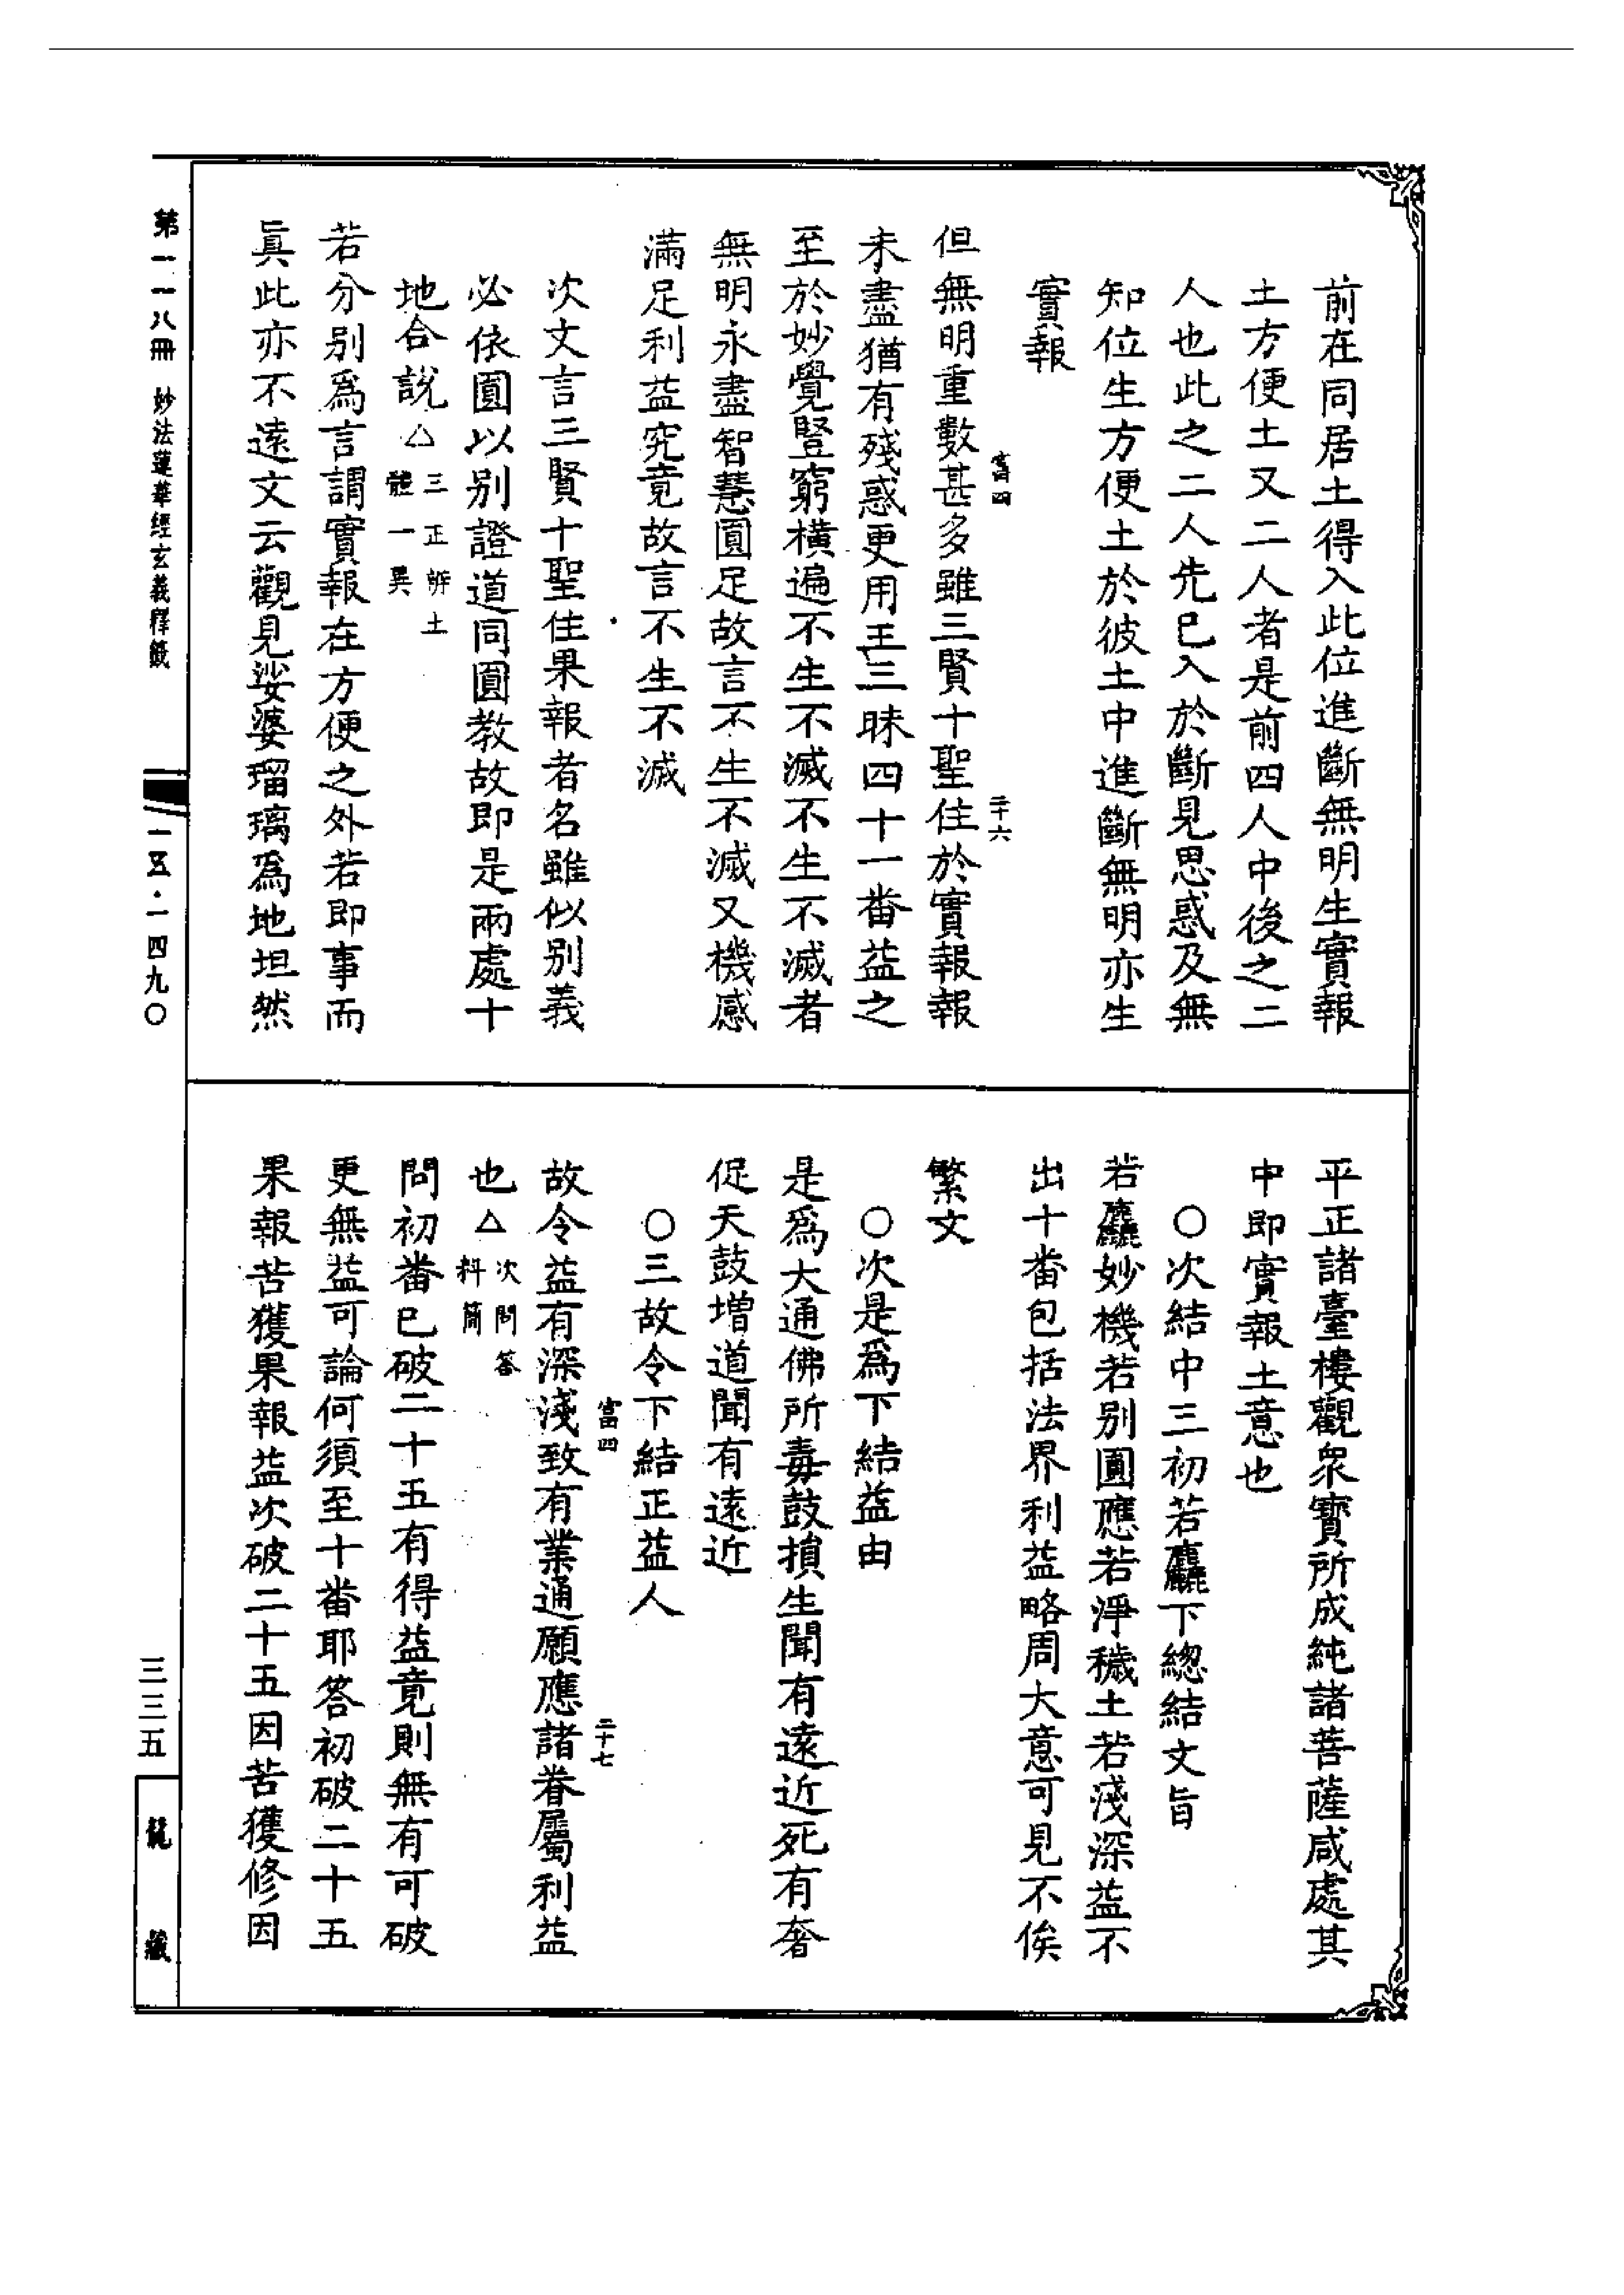 前在同居土得入此位進斷無明生實報
土方便土又二人者是前四人中後之二
人也此之二人先已入於斷見思惑及無
知位生方便土於彼土中進斷無明亦生
實報
富四 二十六
但無明重數甚多雖三賢十聖住於實報報
未盡猶有殘惑更用王三昧四十一番益之
至於妙覺豎窮橫遍不生不滅不生不滅者
無明永盡智慧圓足故言不生不滅又機感
滿足利益究竟故言不生不滅
次文言三賢十聖住果報者名雖似別義
必依圓以別證道同圓教故即是兩處十
地合說△三正辨土體一異
若分別為言謂實報在方便之外若即事而
眞此亦不遠文云觀見娑婆瑠璃為地坦然
平正諸臺樓觀衆寶所成純諸菩薩咸處其
中即實報土意也
○次結中三初若麤下總結文旨
若麤妙機若別圓應若淨穢土若淺深益不
出十番包括法界利益略周大意可見不俟
繁文
○次是為下結益由
是為大通佛所毒鼓損生聞有遠近死有奢
促天鼓增道聞有遠近
○三故令下結正益人
富四 二十七
故令益有深淺致有業通願應諸眷屬利益
也△次問答料簡
問初番已破二十五有得益竟則無有可破
更無益可論何須至十番耶答初破二十五
果報苦獲果報益次破二十五因苦獲修因
第一一八冊 妙法蓮華經玄義釋籤 一五·一四九〇
三三五
龍藏